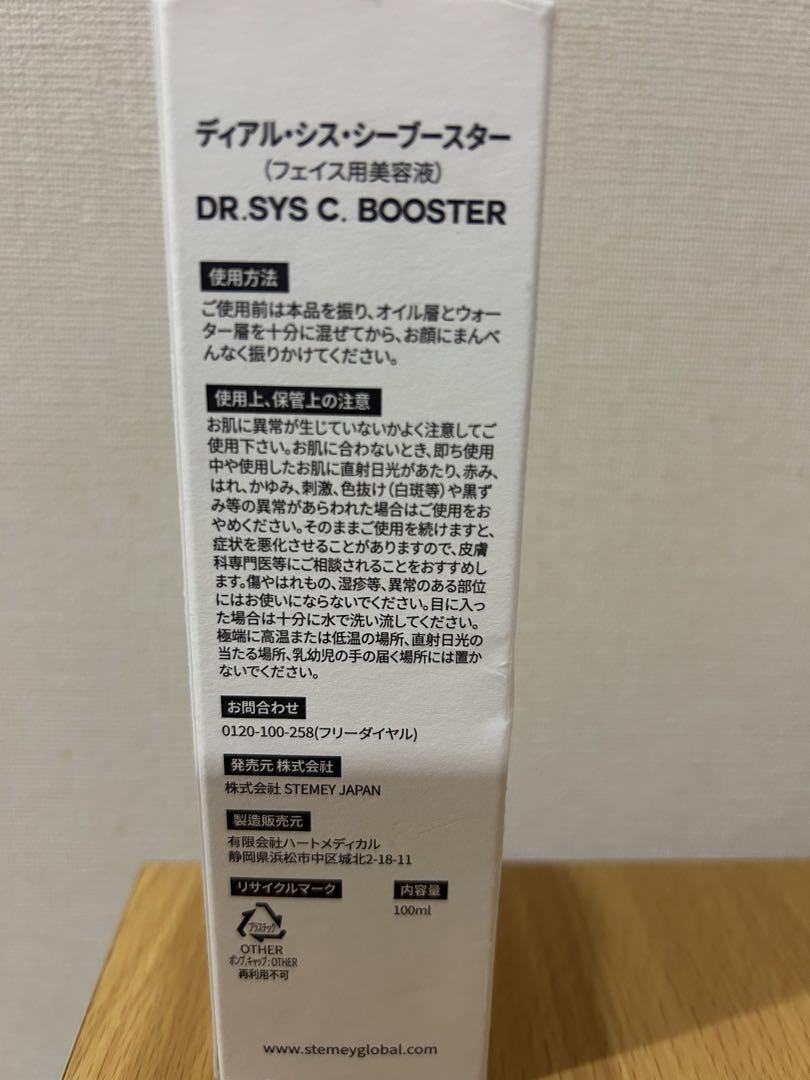 ディアル・シス・シーブースター
（フェイス用美容液）
DR.SYS C. BOOSTER
使用方法
ご使用前は本品を振り、オイル層とウォー
ター層を十分に混ぜてから、お顔にまんべ
んなく振りかけてください。
使用上、保管上の注意
お肌に異常が生じていないかよく注意してご
使用下さい。お肌に合わないとき、即ち使用
中や使用したお肌に直射日光があたり、赤み、
はれ、かゆみ、刺激、色抜け（白斑等）や黒ず
み等の異常があらわれた場合はご使用をお
やめください。そのままご使用を続けますと、
症状を悪化させることがありますので、皮膚
科専門医等にご相談されることをおすすめし
ます。傷やはれもの、湿疹等、異常のある部位
にはお使いにならないでください。目に入っ
た場合は十分に水で洗い流してください。
極端に高温または低温の場所、直射日光の
当たる場所、乳幼児の手の届く場所には置か
ないでください。
お問合わせ
0120-100-258(フリーダイヤル)
発売元 株式会社
株式会社 STEMEY JAPAN
製造販売元
有限会社ハートメディカル
静岡県浜松市中区城北2-18-11
リサイクルマーク 内容量
100ml
プラスチック
OTHER
ポンプ,キャップ：OTHER
再利用不可
www.stemeyglobal.com